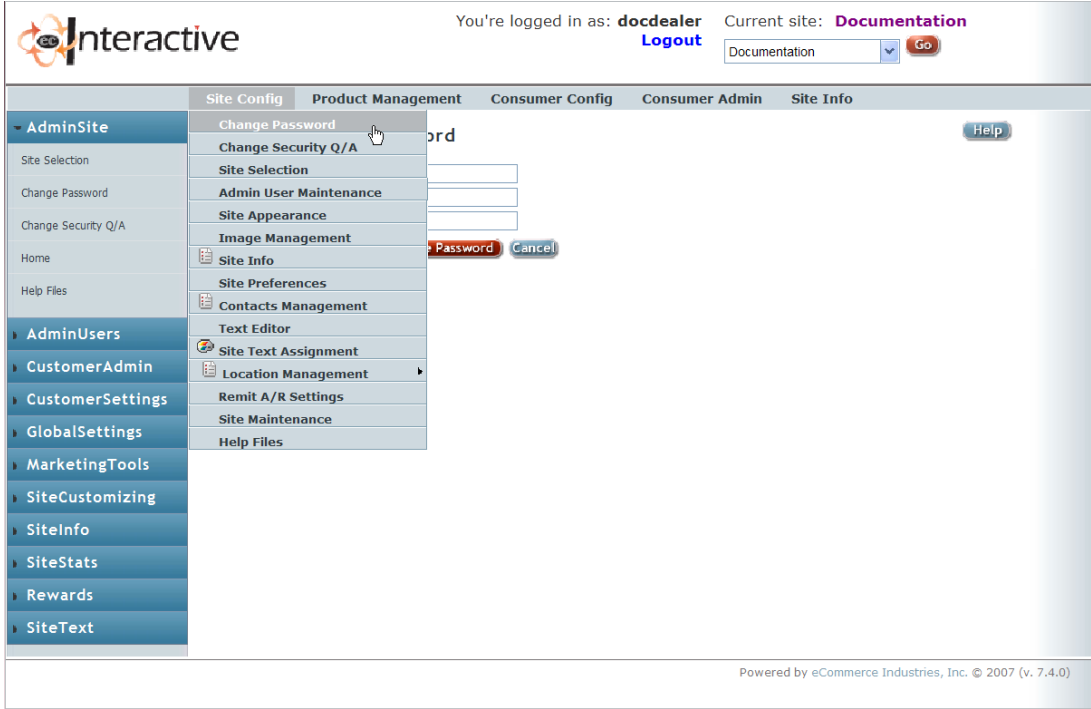 ec Interactive
You're logged in as: docdealer
Logout
Current site: Documentation
Documentation
Go
Site Config Product Management Consumer Config Consumer Admin Site Info
AdminSite
Site Selection
Change Password
Change Security Q/A
Home
Help Files
AdminUsers
CustomerAdmin
CustomerSettings
GlobalSettings
MarketingTools
SiteCustomizing
SiteInfo
SiteStats
Rewards
SiteText
Change Password
Change Security Q/A
Site Selection
Admin User Maintenance
Site Appearance
Image Management
Site Info
Site Preferences
Contacts Management
Text Editor
Site Text Assignment
Location Management
Remit A/R Settings
Site Maintenance
Help Files
ord
Help
e Password Cancel
Powered by eCommerce Industries, Inc. © 2007 (v. 7.4.0)